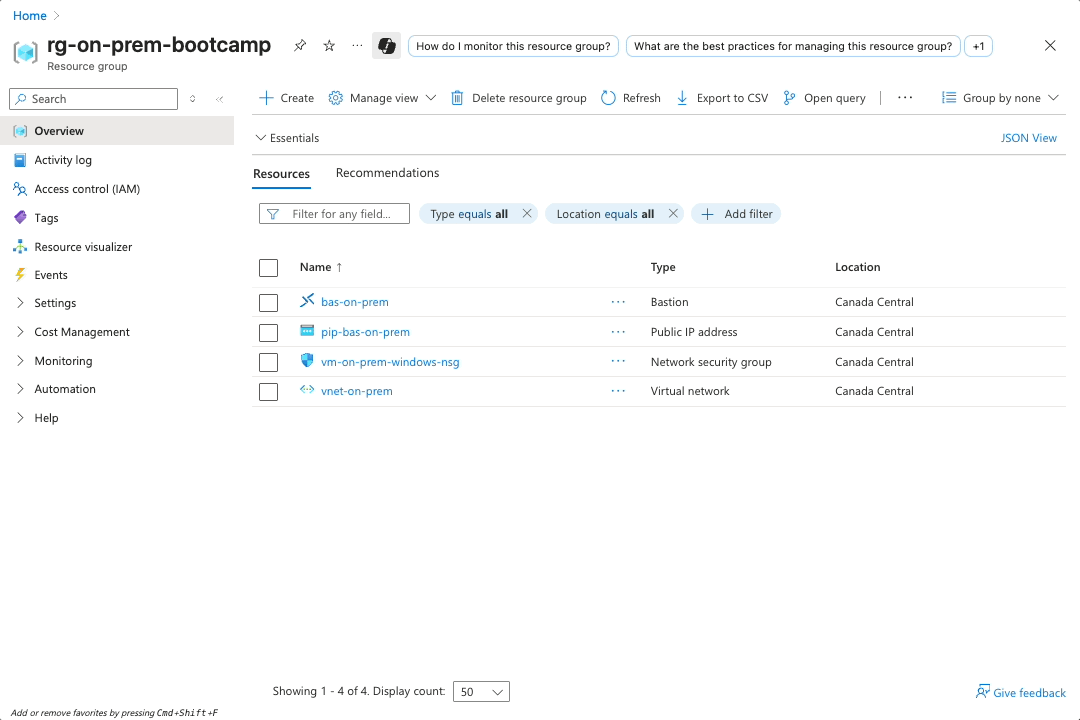 Home
rg-on-prem-bootcamp
Resource group
How do I monitor this resource group?
What are the best practices for managing this resource group?
+1
Search
Create
Manage view
Delete resource group
Refresh
Export to CSV
Open query
Group by none
Overview
Activity log
Access control (IAM)
Tags
Resource visualizer
Events
Settings
Cost Management
Monitoring
Automation
Help
Essentials
JSON View
Resources
Recommendations
Filter for any field...
Type equals all
Location equals all
Add filter
Name ↑ Type Location
bas-on-prem ··· Bastion Canada Central
pip-bas-on-prem ··· Public IP address Canada Central
vm-on-prem-windows-nsg ··· Network security group Canada Central
vnet-on-prem ··· Virtual network Canada Central
Showing 1 - 4 of 4. Display count: 50
Give feedback
Add or remove favorites by pressing Cmd+Shift+F